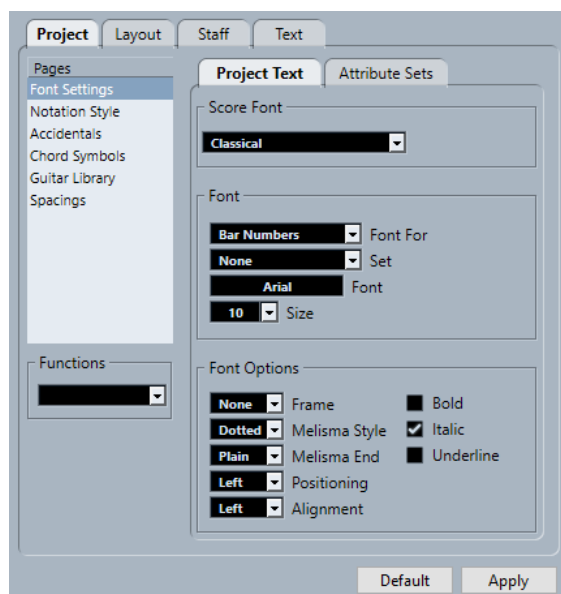 Project Layout Staff Text
Pages
Font Settings
Notation Style
Accidentals
Chord Symbols
Guitar Library
Spacings
Functions
Project Text Attribute Sets
Score Font
Classical
Font
Bar Numbers Font For
None Set
Arial Font
10 Size
Font Options
None Frame Bold
Dotted Melisma Style Italic
Plain Melisma End Underline
Left Positioning
Left Alignment
Default Apply